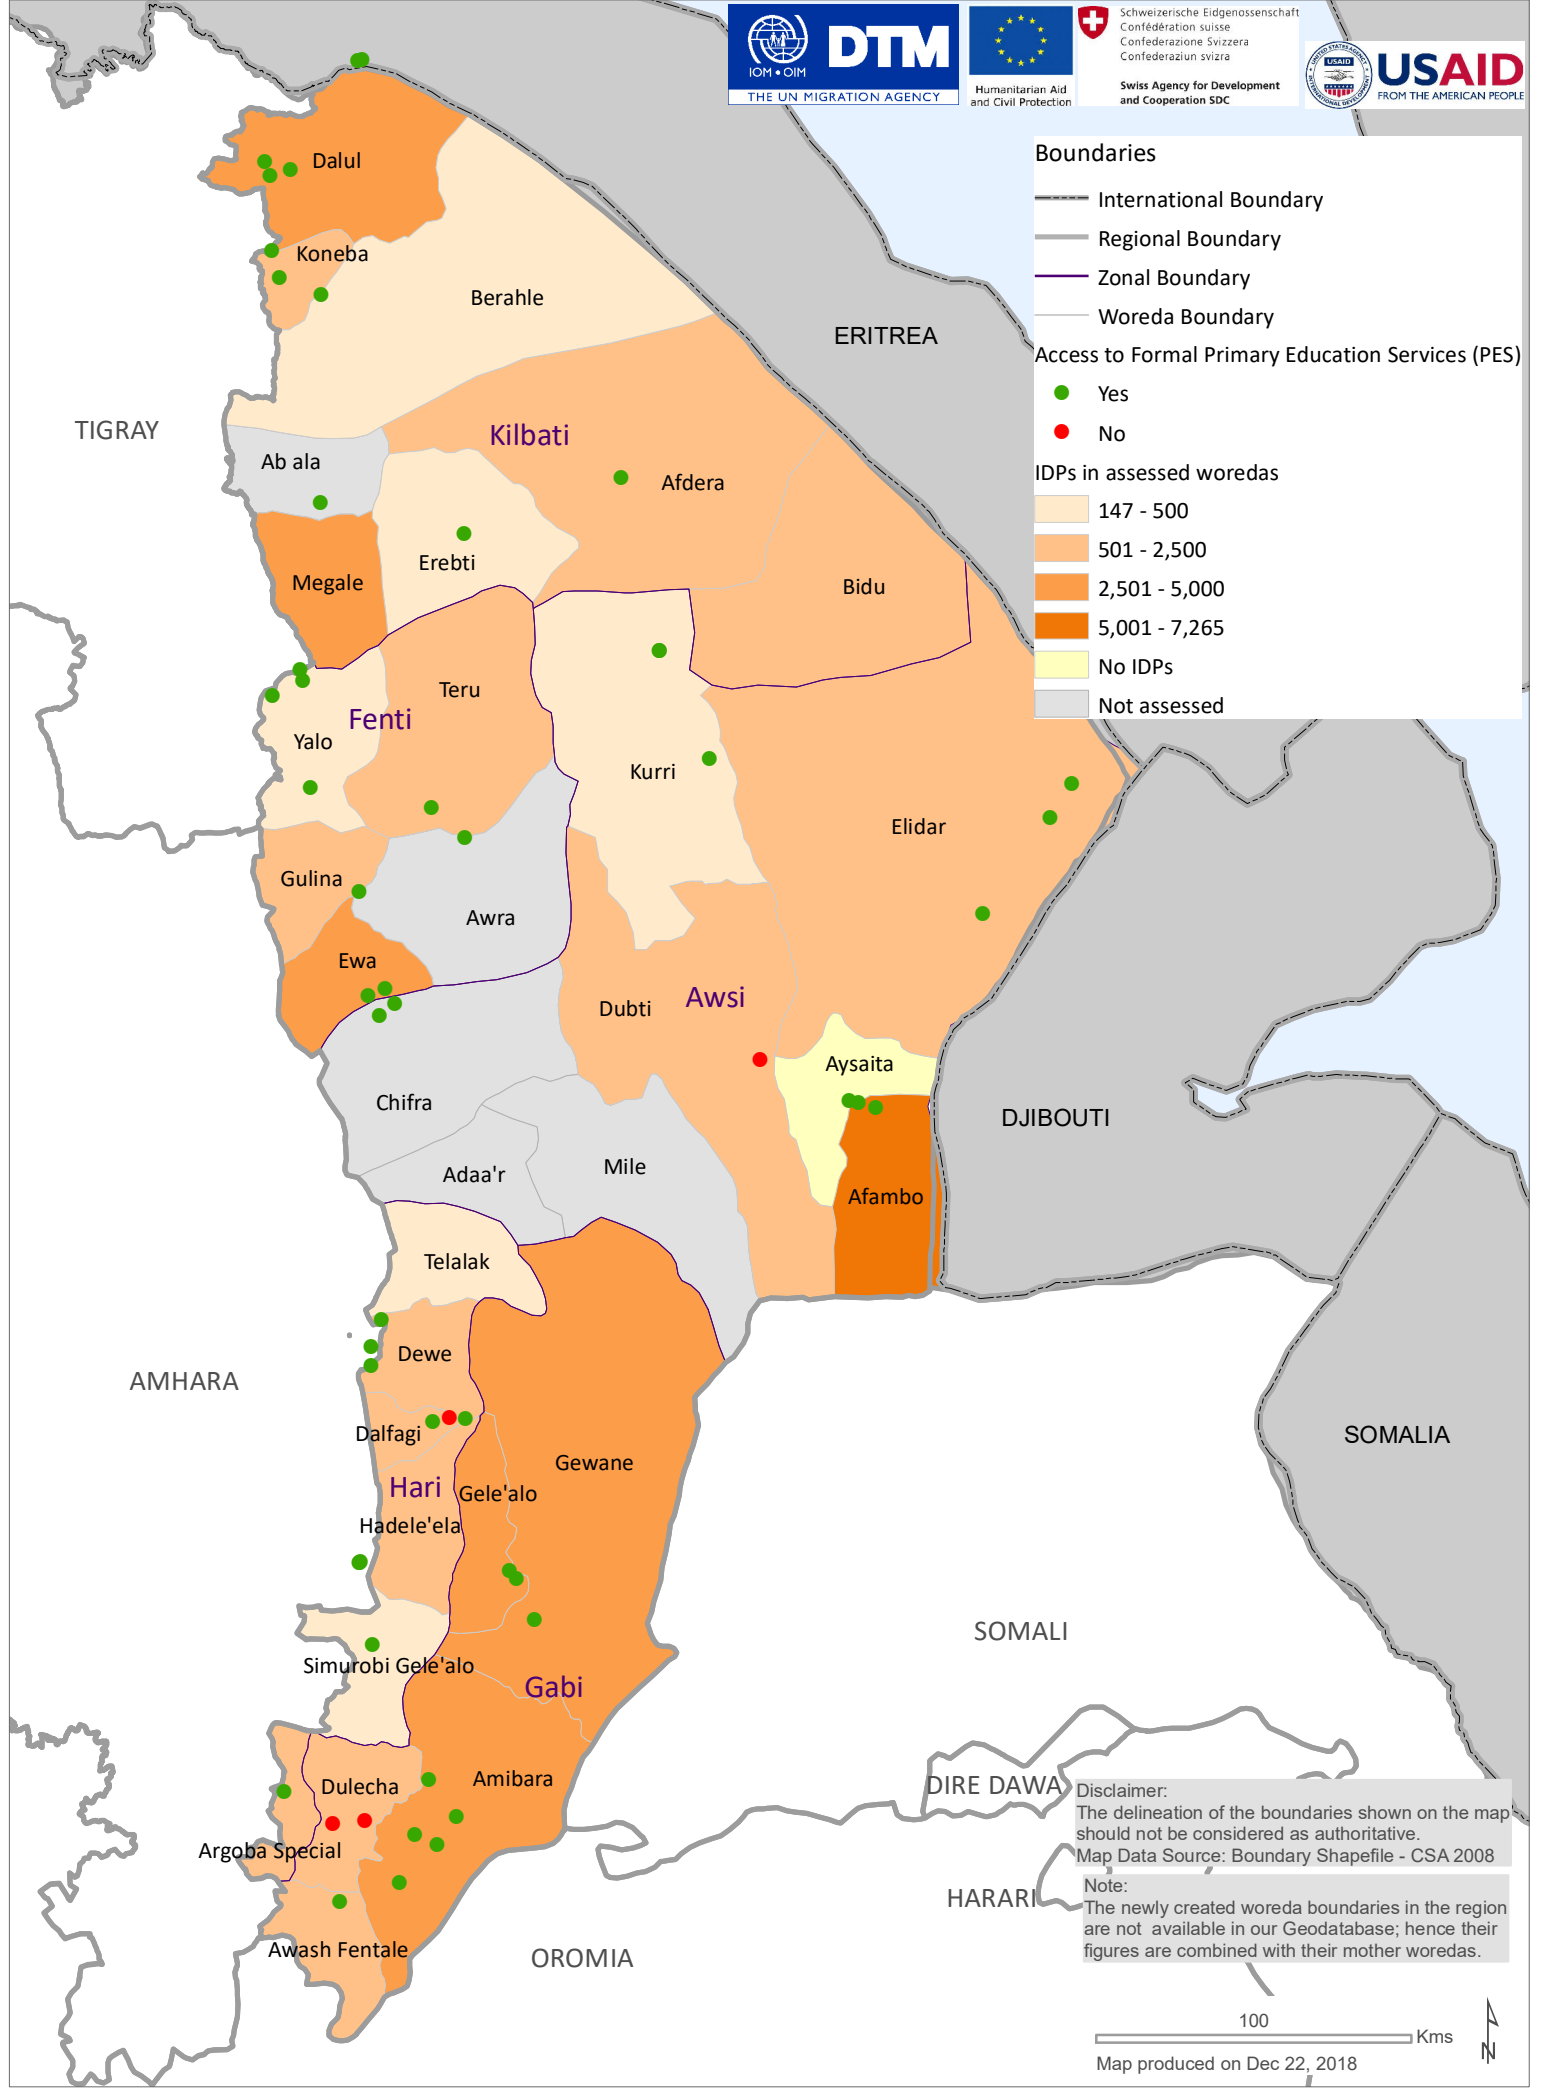 IOM • OIM
DTM
THE UN MIGRATION AGENCY
Humanitarian Aid
and Civil Protection
Schweizerische Eidgenossenschaft
Confédération suisse
Confederazione Svizzera
Confederaziun svizra
Swiss Agency for Development
and Cooperation SDC
USAID
USAID
FROM THE AMERICAN PEOPLE
Boundaries
International Boundary
Regional Boundary
Zonal Boundary
Woreda Boundary
Access to Formal Primary Education Services (PES)
Yes
No
IDPs in assessed woredas
147 - 500
501 - 2,500
2,501 - 5,000
5,001 - 7,265
No IDPs
Not assessed
Dalul
Koneba
Berahle
ERITREA
TIGRAY
Kilbati
Ab ala
Afdera
Erebti
Megale
Bidu
Teru
Fenti
Yalo
Kurri
Elidar
Gulina
Awra
Ewa
Dubti
Awsi
Aysaita
Chifra
DJIBOUTI
Adaa'r
Mile
Afambo
Telalak
Dewe
AMHARA
Dalfagi
SOMALIA
Gewane
Hari
Gele'alo
Hadele'ela
SOMALI
Simurobi Gele'alo
Gabi
Dulecha
Amibara
DIRE DAWA
Argoba Special
HARARI
Awash Fentale
OROMIA
Disclaimer:
The delineation of the boundaries shown on the map
should not be considered as authoritative.
Map Data Source: Boundary Shapefile - CSA 2008
Note:
The newly created woreda boundaries in the region
are not available in our Geodatabase; hence their
figures are combined with their mother woredas.
100
Kms
N
Map produced on Dec 22, 2018